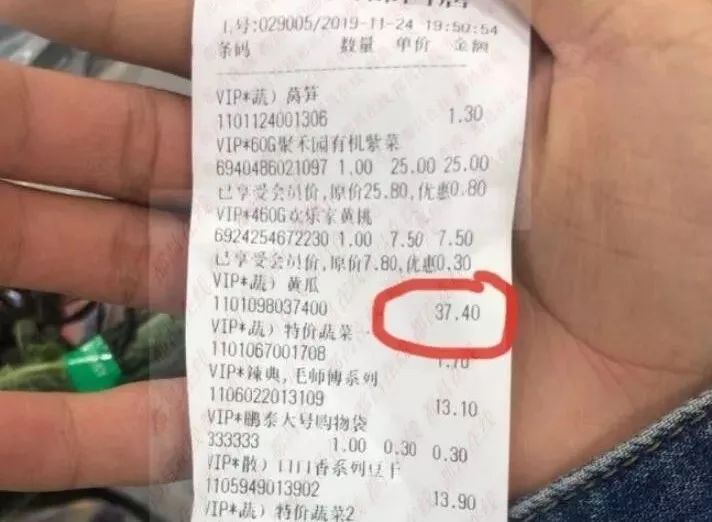 号:029005/2019-11-24 19:50:54
条码 数量 单价 金额
VIP*蔬）莴笋
1101124001306 1.30
VIP*60G聚禾园有机紫菜
6940486021097 1.00 25.00 25.00
已享受会员价,原价25.80,优惠0.80
VIP*460G欢乐家黄桃
6924254672230 1.00 7.50 7.50
已享受会员价,原价7.80,优惠0.30
VIP*蔬）黄瓜
1101098037400 37.40
VIP*蔬）特价蔬菜
1101067001708 1.70
VIP*辣典,毛师傅系列
1106022013109 13.10
VIP*鹏泰大号购物袋
333333 1.00 0.30 0.30
VIP*散）口口香系列豆干
1105949013902 13.90
VIP*蔬）特价蔬菜2